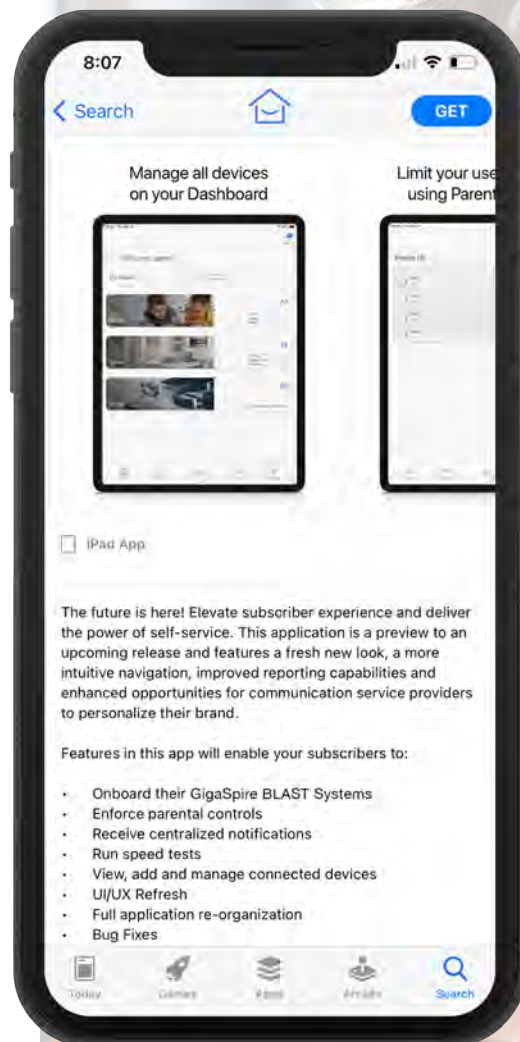 8:07
Search
GET
Manage all devices
on your Dashboard
Limit your use
using Parent
iPad App
The future is here! Elevate subscriber experience and deliver
the power of self-service. This application is a preview to an
upcoming release and features a fresh new look, a more
intuitive navigation, improved reporting capabilities and
enhanced opportunities for communication service providers
to personalize their brand.
Features in this app will enable your subscribers to:
• Onboard their GigaSpire BLAST Systems
• Enforce parental controls
• Receive centralized notifications
• Run speed tests
• View, add and manage connected devices
• UI/UX Refresh
• Full application re-organization
• Bug Fixes
Today Games Apps Arcade Search